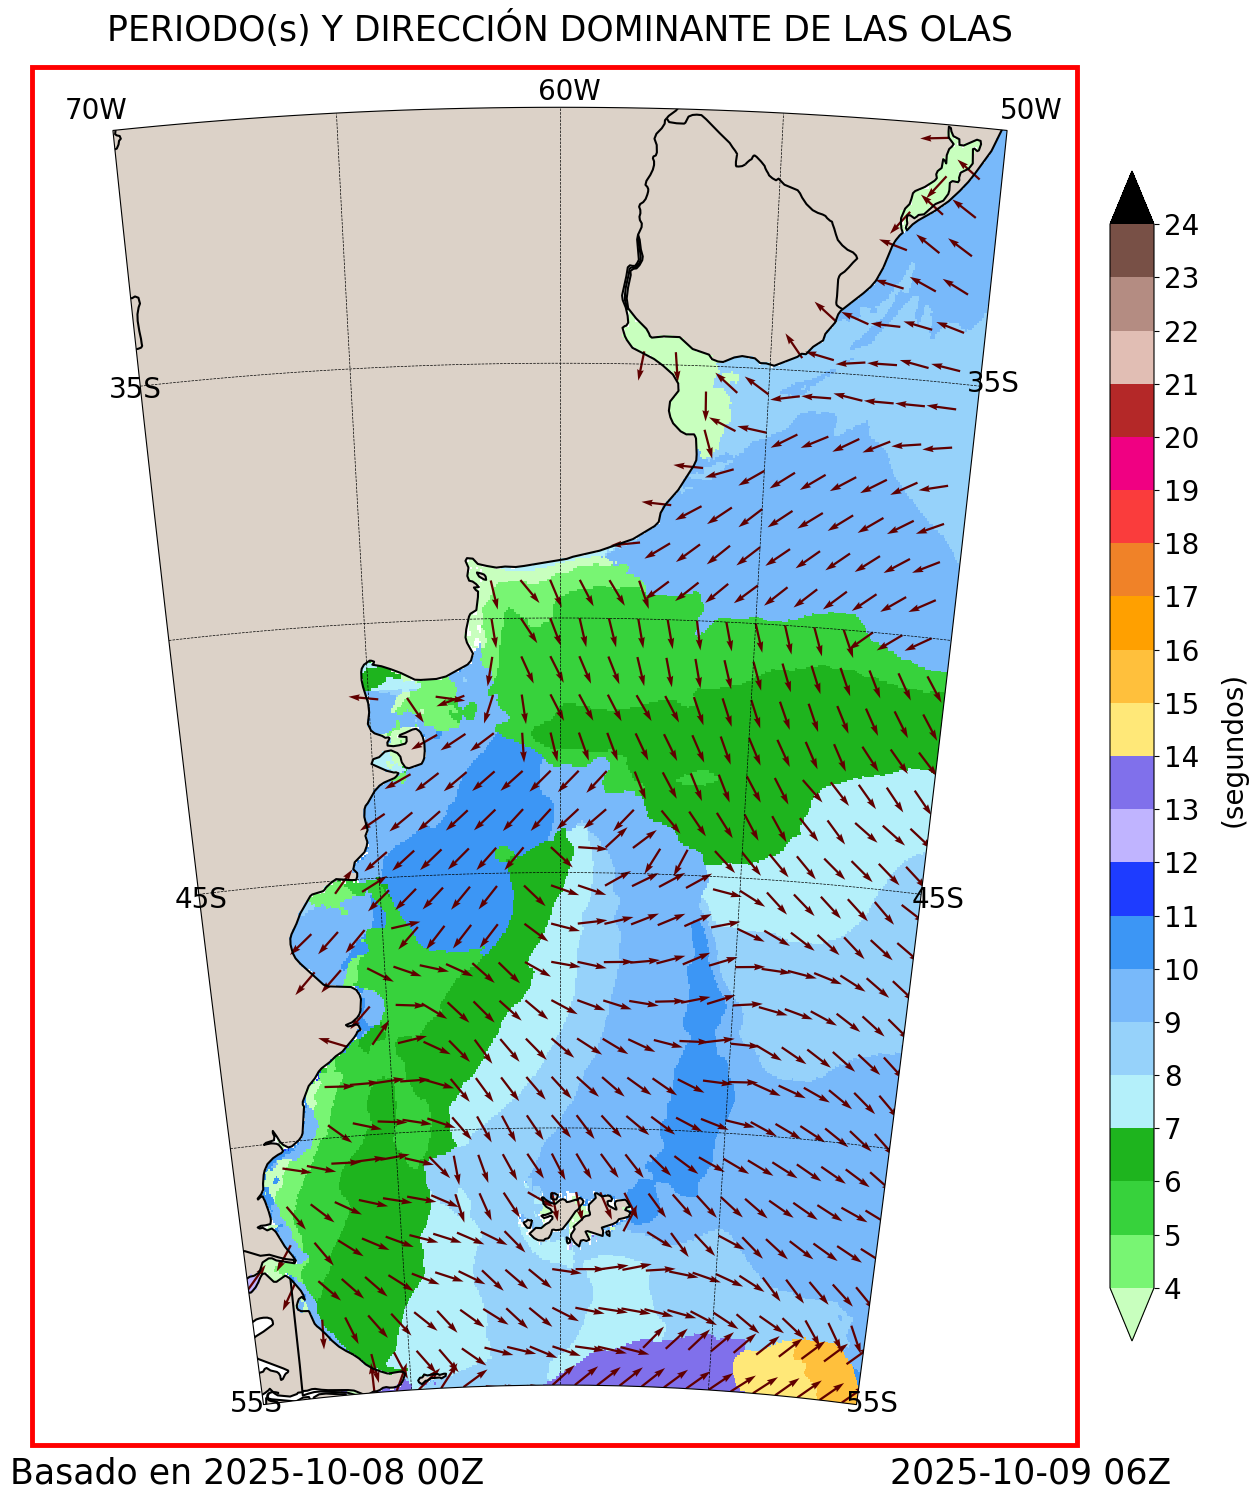 PERIODO(s) Y DIRECCIÓN DOMINANTE DE LAS OLAS
70W
60W
50W
35S
35S
45S
45S
55S
55S
24
23
22
21
20
19
18
17
16
15
14
13
12
11
10
9
8
7
6
5
4
(segundos)
Basado en 2025-10-08 00Z
2025-10-09 06Z